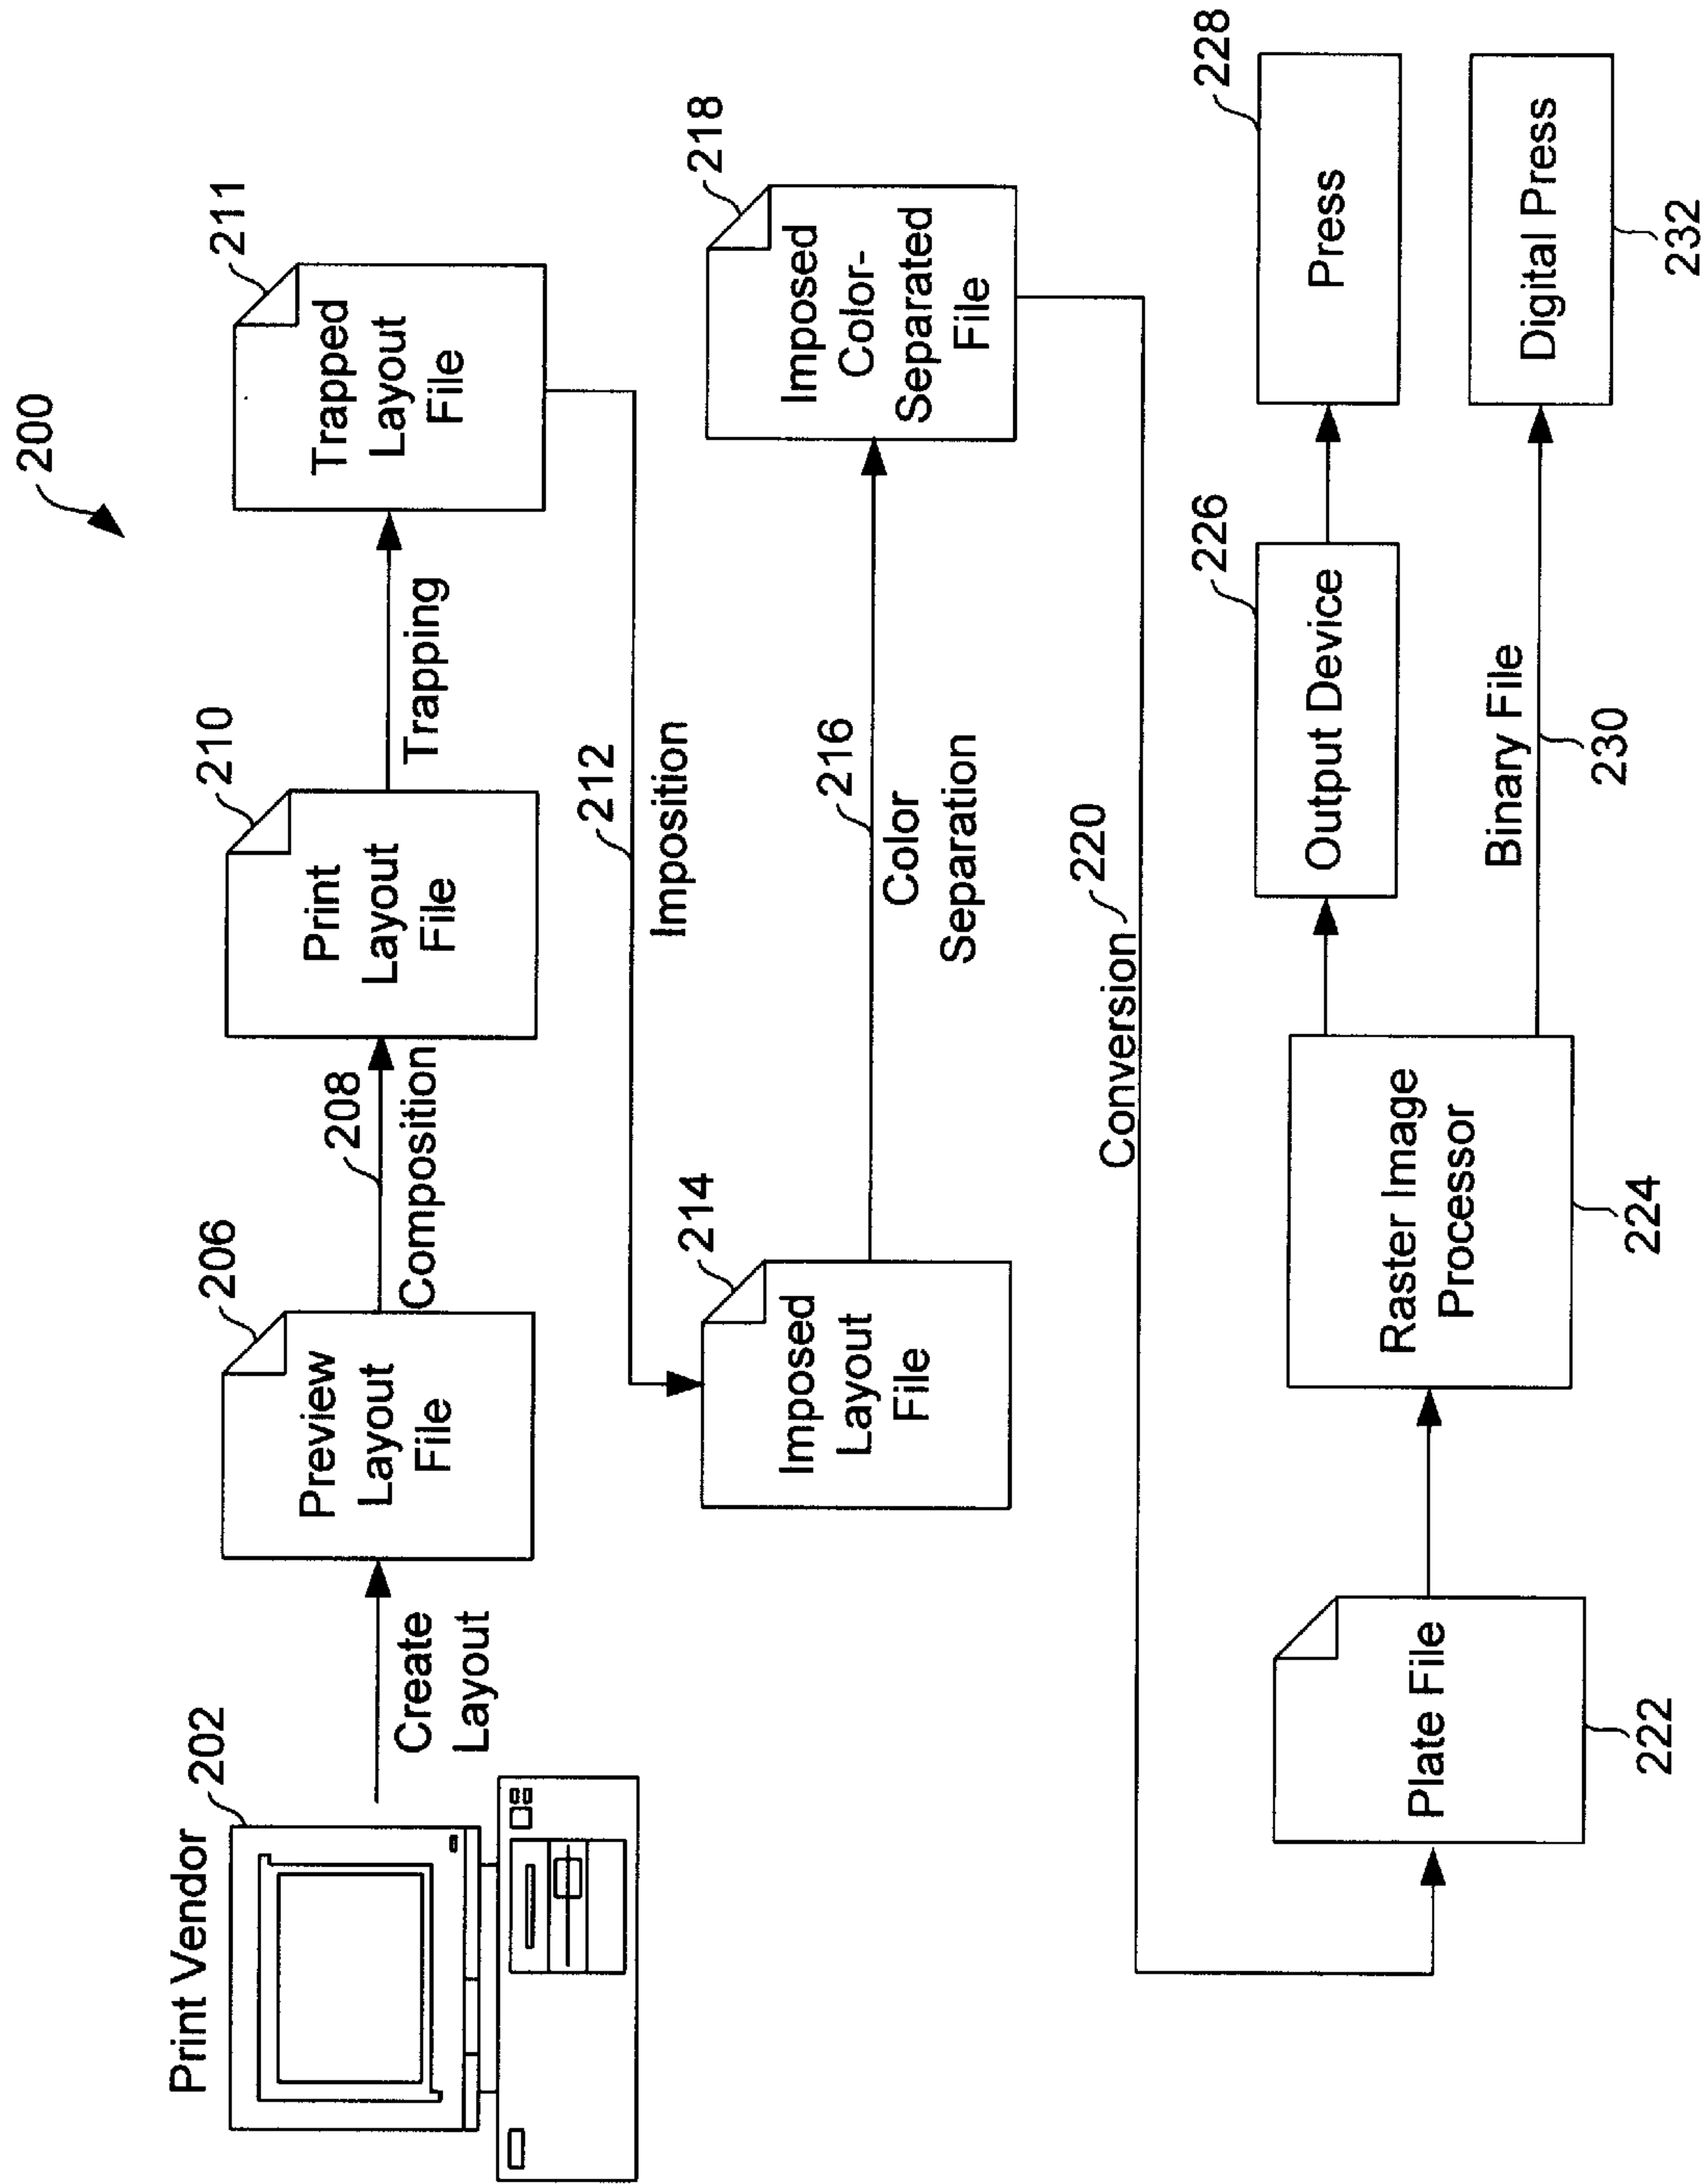 200
Print Vendor
202
Create
Layout
206
Preview
Layout
File
208
Composition
210
Print
Layout
File
Trapping
211
Trapped
Layout
File
212
Imposition
214
Imposed
Layout
File
216
Color
Separation
218
Imposed
Color-
Separated
File
220
Conversion
Plate File
222
Raster Image
Processor
224
226
Output Device
228
Press
Binary File
230
Digital Press
232